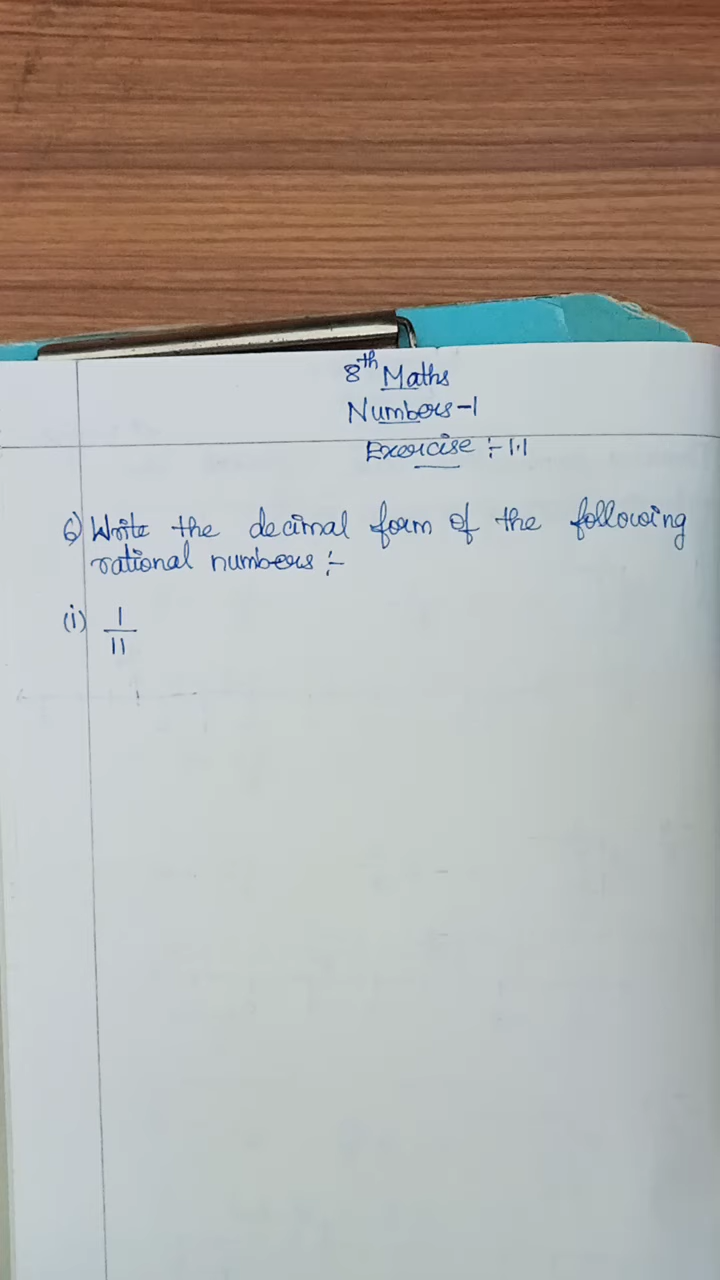 8th Maths
Numbers-1
Exercise :- 1.1
6) Write the decimal form of the following
rational numbers :-
(i) 1/11